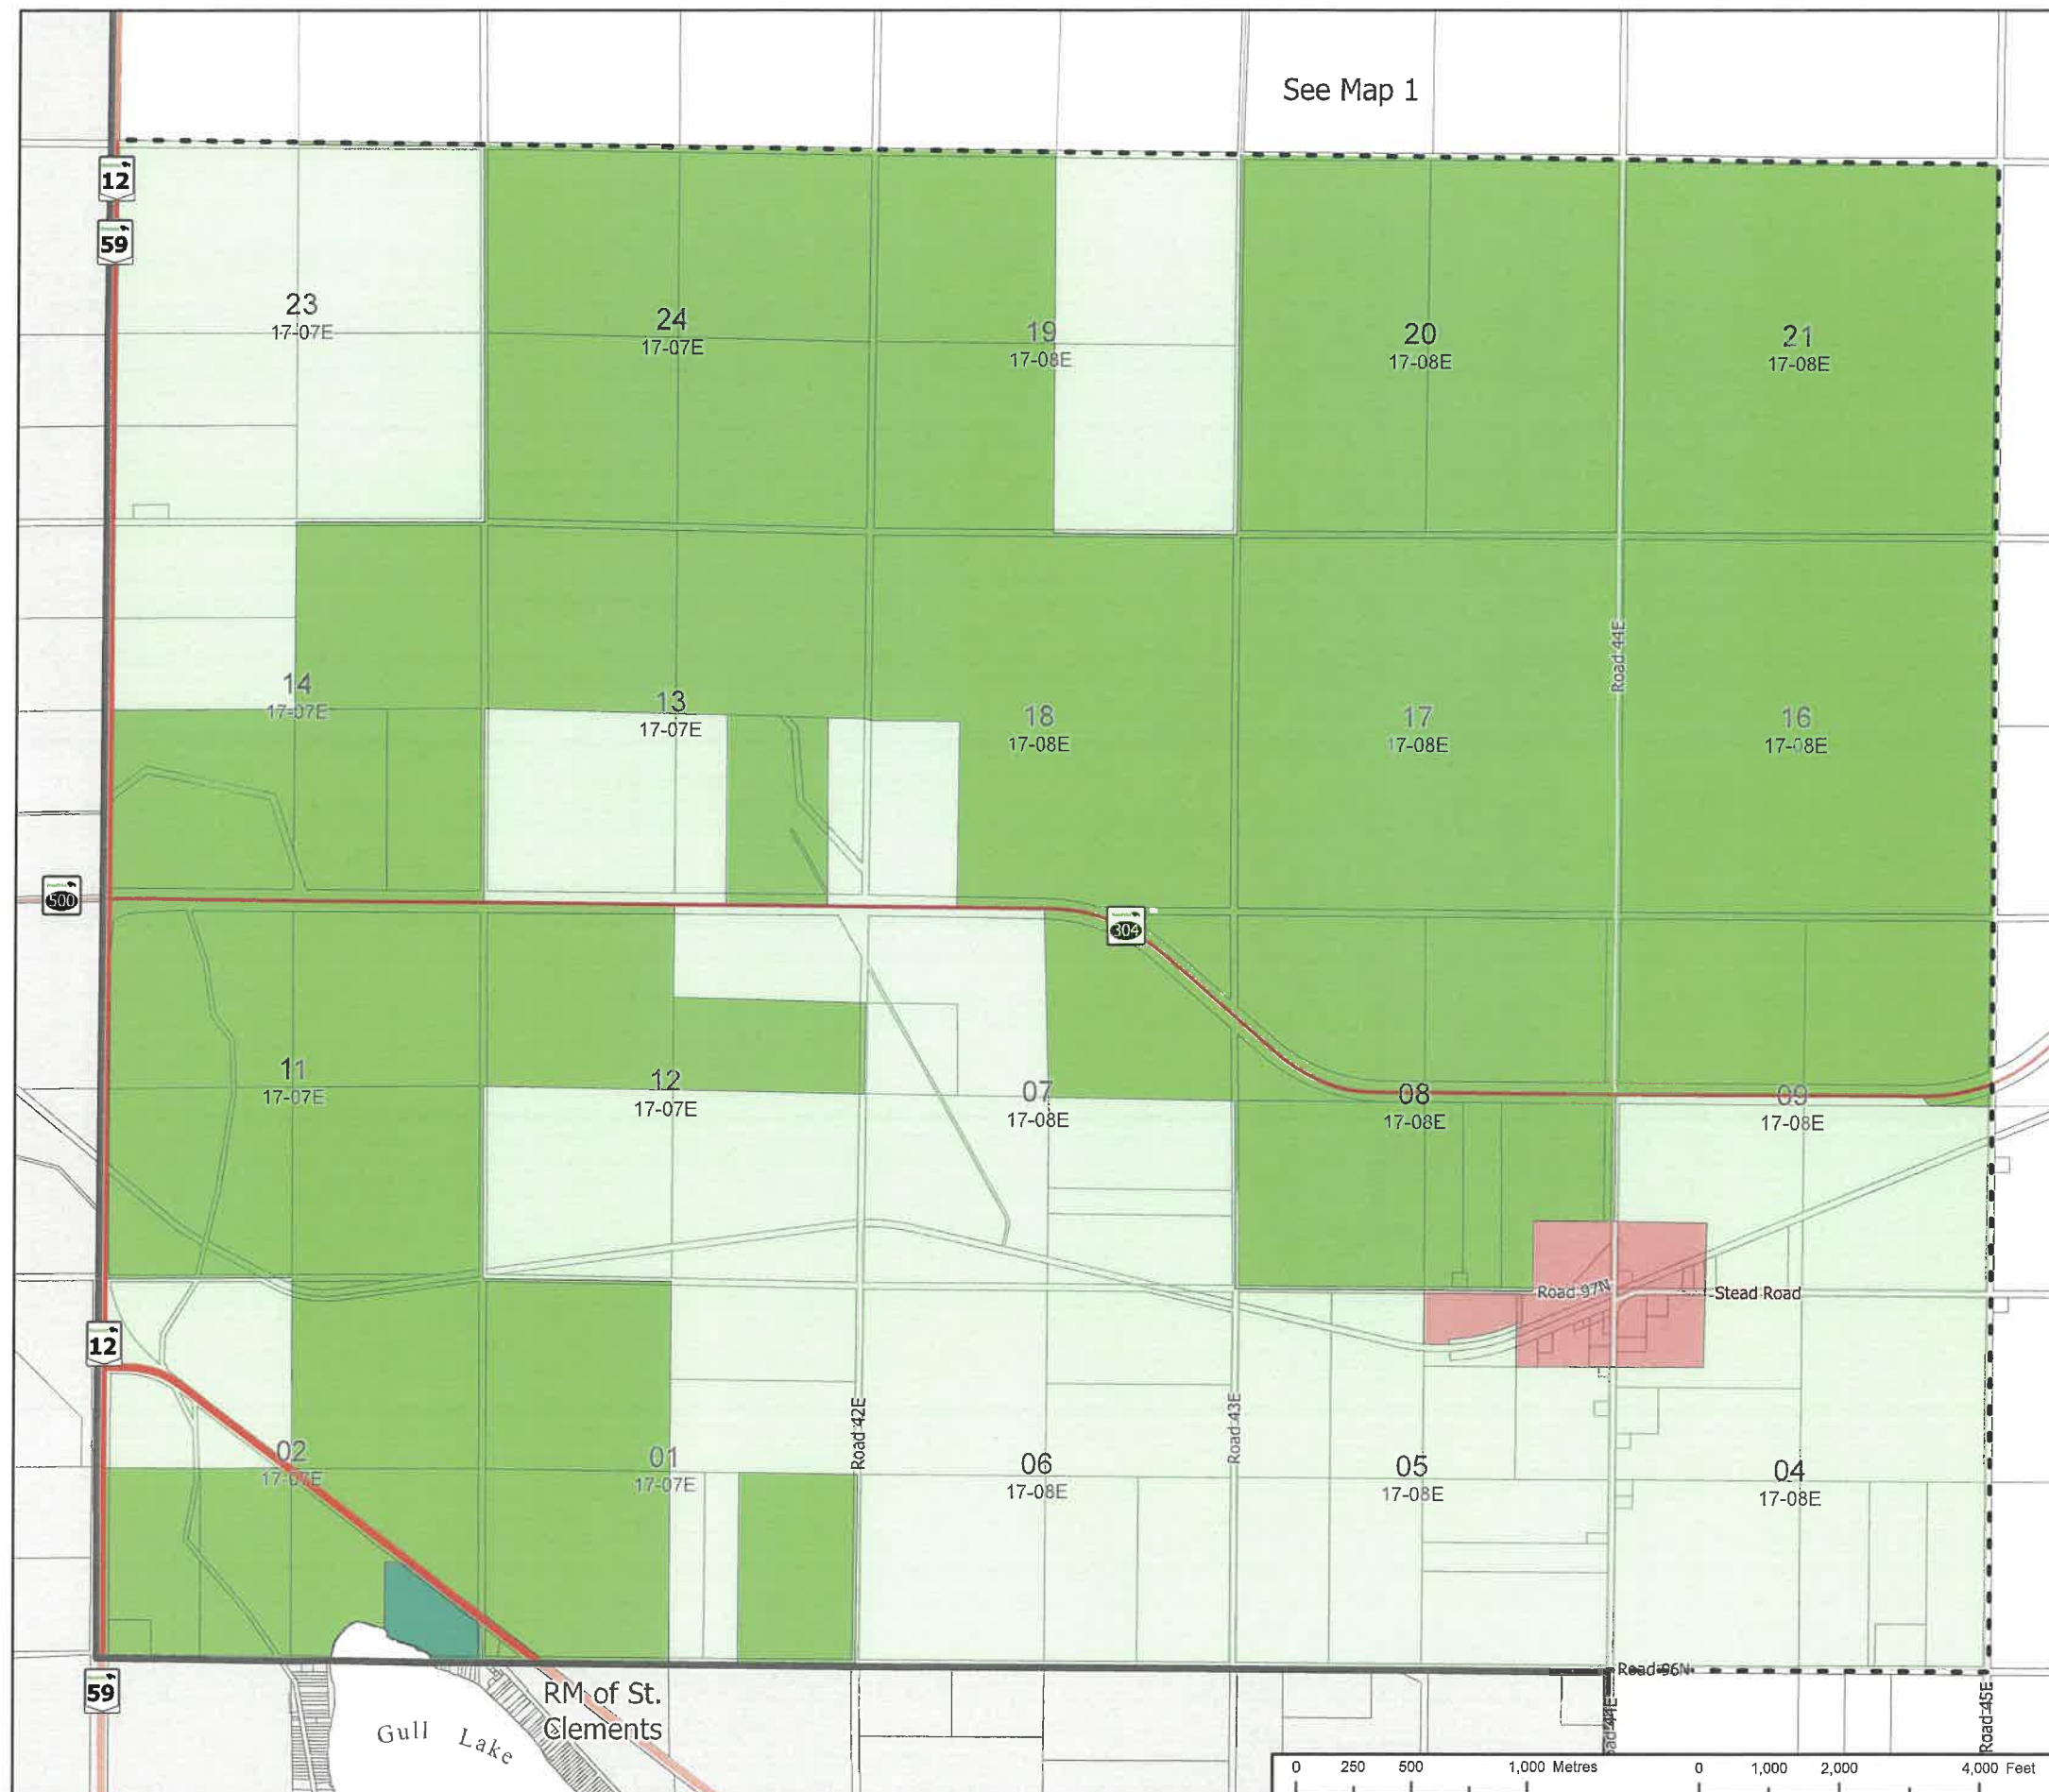 See Map 1
12
59
23
17-07E
24
17-07E
19
17-08E
20
17-08E
21
17-08E
Road 44E
14
17-07E
13
17-07E
18
17-08E
17
17-08E
16
17-08E
500
304
11
17-07E
12
17-07E
07
17-08E
08
17-08E
09
17-08E
Road 97N
Stead Road
12
Road 42E
Road 43E
02
17-07E
01
17-07E
06
17-08E
05
17-08E
04
17-08E
Road 96N
59
RM of St.
Clements
Gull Lake
Road 45E
0 250 500 1,000 Metres
0 1,000 2,000 4,000 Feet